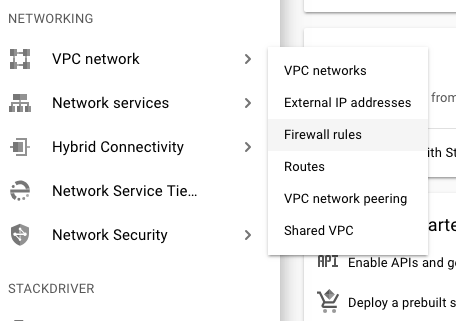 NETWORKING
VPC network
Network services
Hybrid Connectivity
Network Service Tie...
Network Security
STACKDRIVER
VPC networks
External IP addresses
Firewall rules
Routes
VPC network peering
Shared VPC
from
ith St
arte
API Enable APIs and ge
Deploy a prebuilt s